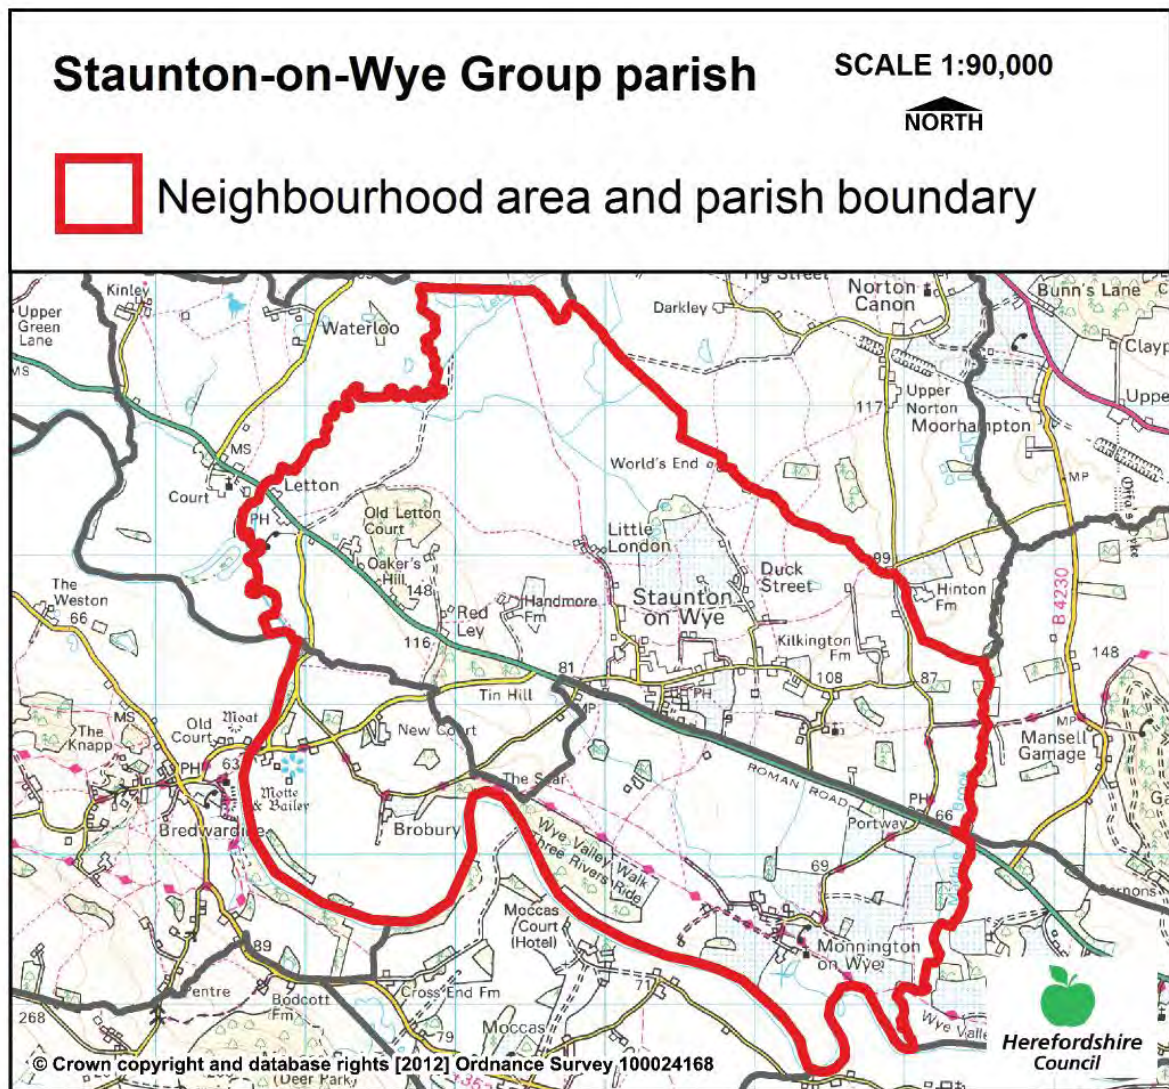 Staunton-on-Wye Group parish
SCALE 1:90,000
NORTH
Neighbourhood area and parish boundary
Kinley
Upper
Green
Lane
MS
Waterloo
Darkley
Norton
Canon
Bunn's Lane
117
Upper
Norton
Moorhampton
MS
Court
Letton
PH
World's End
MP
Old Letton
Court
Oaker's
Hill
148
Little
London
Duck
Street
99
Staunton
on Wye
Hinton
Fm
B 4230
The
Weston
66
Red
Ley
116
Handmore
Fm
Kilkington
Fm
148
81
Tin Hill
MP
PH
108
87
MS
Old
Court
Moat
New Court
MP
Mansell
Gamage
The
Knapp
PH
63
Motte
& Bailey
ROMAN ROAD
PH
66
Portway
Brobury
Wye Valley Walk
Three Rivers Ride
69
Moccas
Court
(Hotel)
Monnington
on Wye
89
Bodcott
Fm
Cross End Fm
71
268
79
Moccas
(Deer Park)
© Crown copyright and database rights [2012] Ordnance Survey 100024168
Herefordshire
Council